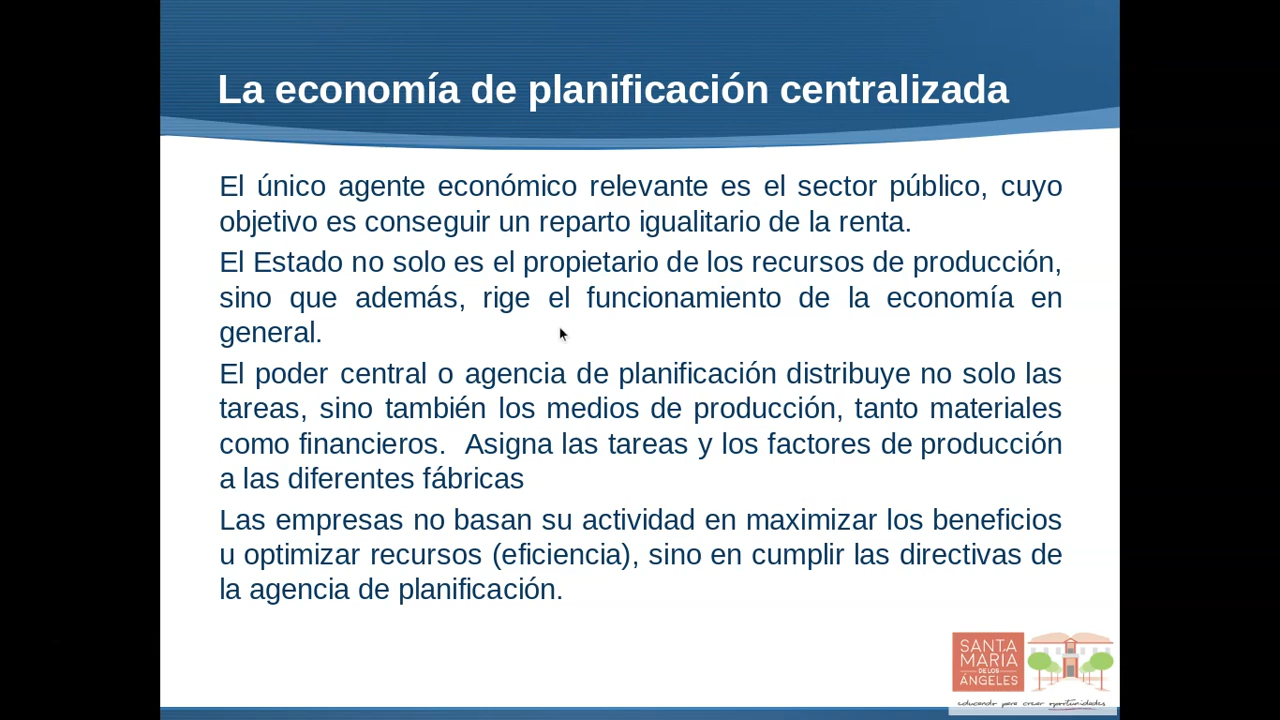 La economía de planificación centralizada
El único agente económico relevante es el sector público, cuyo
objetivo es conseguir un reparto igualitario de la renta.
El Estado no solo es el propietario de los recursos de producción,
sino que además, rige el funcionamiento de la economía en
general.
El poder central o agencia de planificación distribuye no solo las
tareas, sino también los medios de producción, tanto materiales
como financieros.  Asigna las tareas y los factores de producción
a las diferentes fábricas
Las empresas no basan su actividad en maximizar los beneficios
u optimizar recursos (eficiencia), sino en cumplir las directivas de
la agencia de planificación.
SANTA
MARÍA
DE LOS
ÁNGELES
educando para crear oportunidades